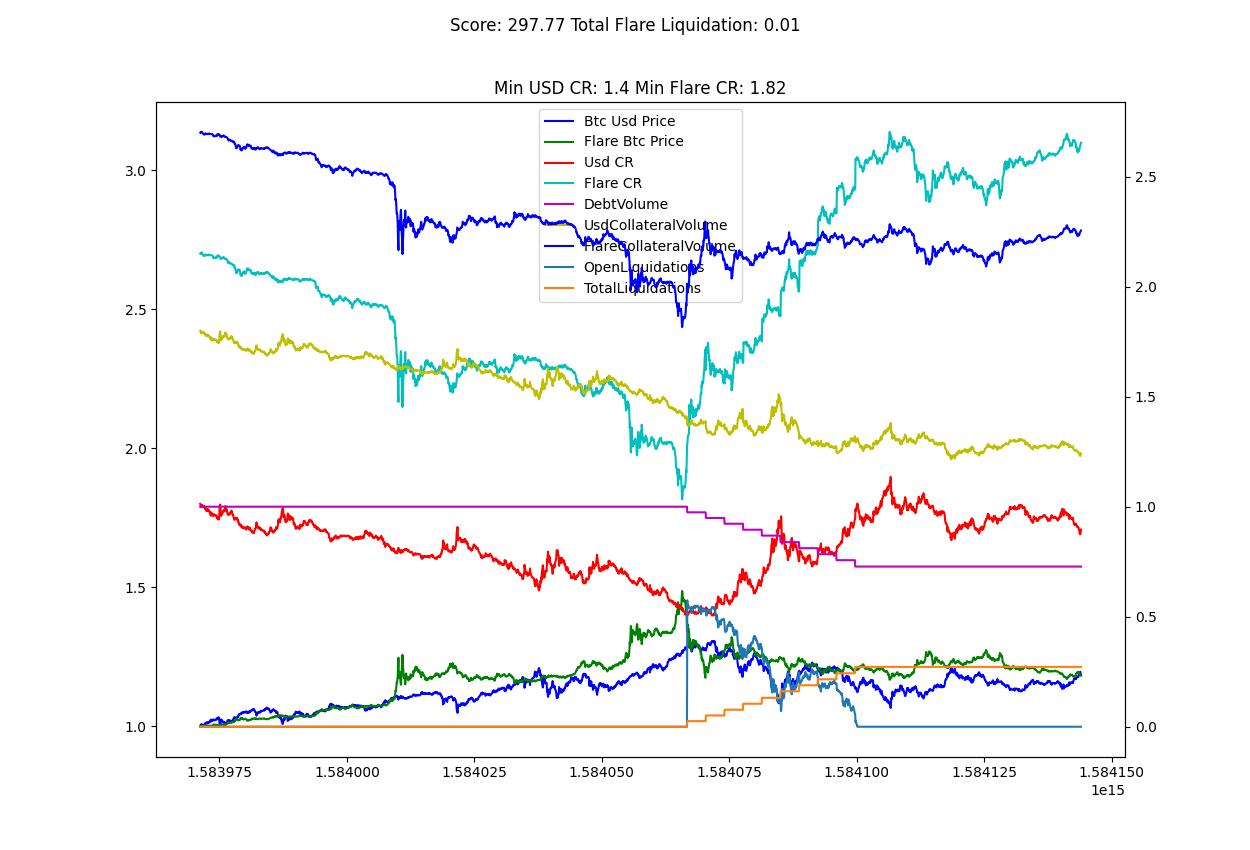 Score: 297.77 Total Flare Liquidation: 0.01
Min USD CR: 1.4 Min Flare CR: 1.82
Btc Usd Price
Flare Btc Price
Usd CR
Flare CR
DebtVolume
UsdCollateralVolume
FlareCollateralVolume
OpenLiquidations
TotalLiquidations
3.0
2.5
2.0
1.5
1.0
2.5
2.0
1.5
1.0
0.5
0.0
1.583975
1.584000
1.584025
1.584050
1.584075
1.584100
1.584125
1.584150
1e15